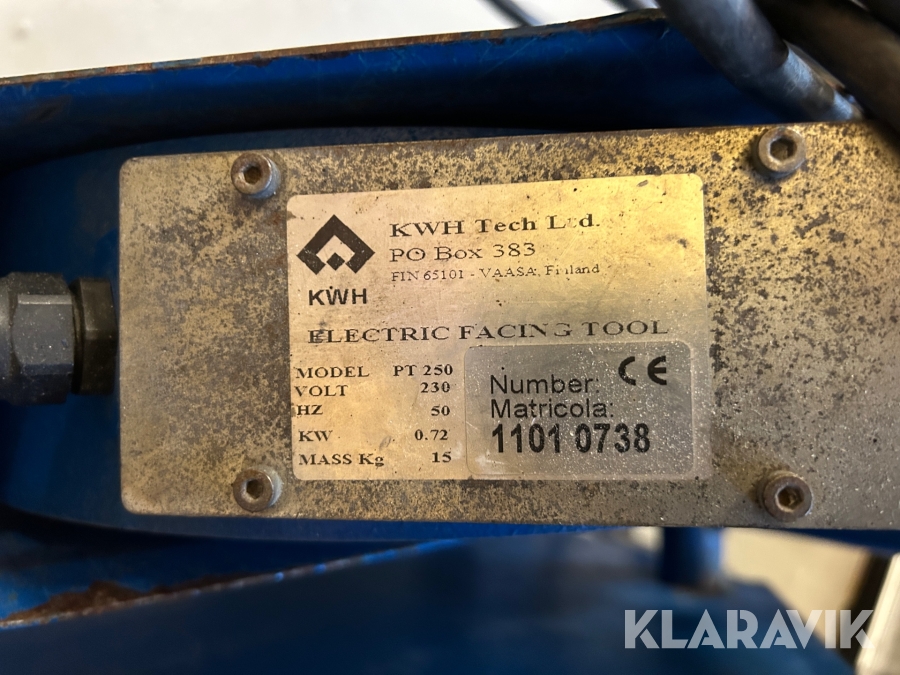 KWH Tech Ltd.
PO Box 383
FIN 65101 - VAASA, Finland
KWH
ELECTRIC FACING TOOL
MODEL PT 250
VOLT 230
HZ 50
KW 0.72
MASS Kg 15
Number: CE
Matricola:
1101 0738
KLARAVIK